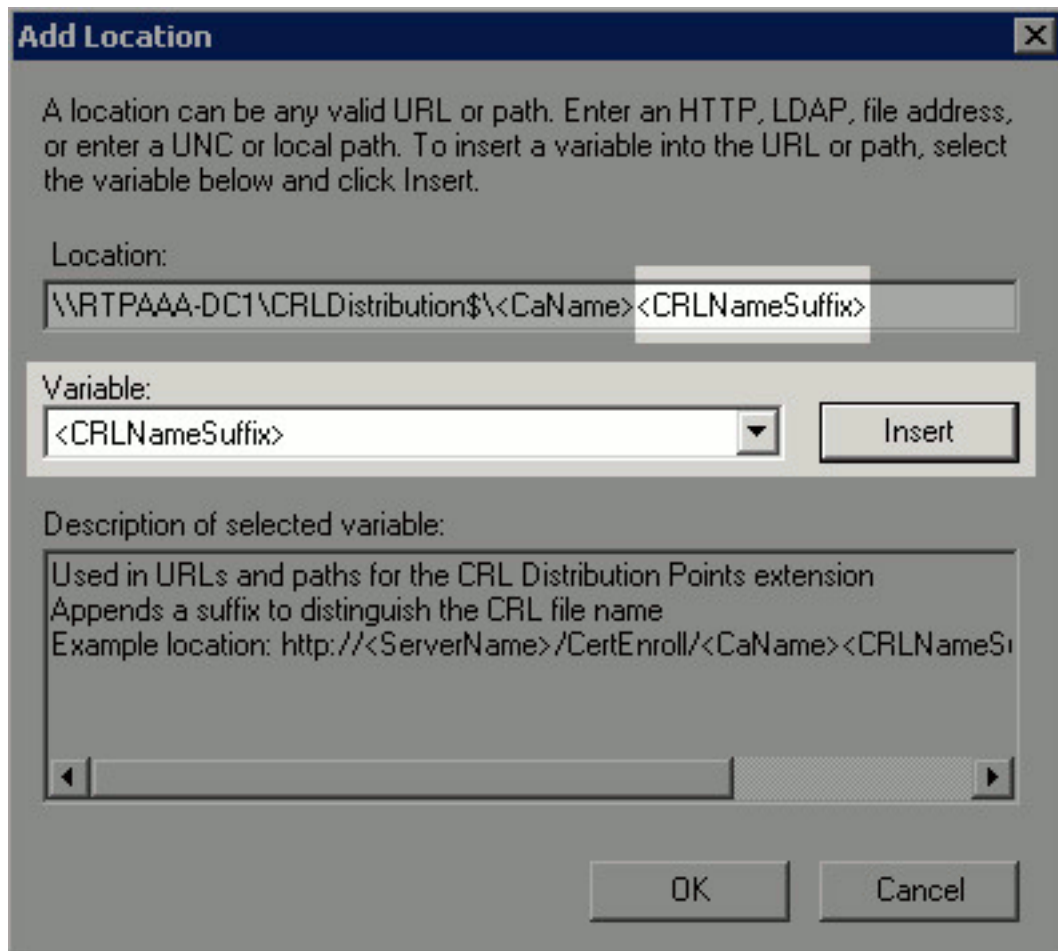 Add Location
A location can be any valid URL or path. Enter an HTTP, LDAP, file address,
or enter a UNC or local path. To insert a variable into the URL or path, select
the variable below and click Insert.
Location:
\\RTPAAA-DC1\CRLDistribution$\<CaName><CRLNameSuffix>
Variable:
<CRLNameSuffix>
Insert
Description of selected variable:
Used in URLs and paths for the CRL Distribution Points extension
Appends a suffix to distinguish the CRL file name
Example location: http://<ServerName>/CertEnroll/<CaName><CRLNameSu
OK
Cancel